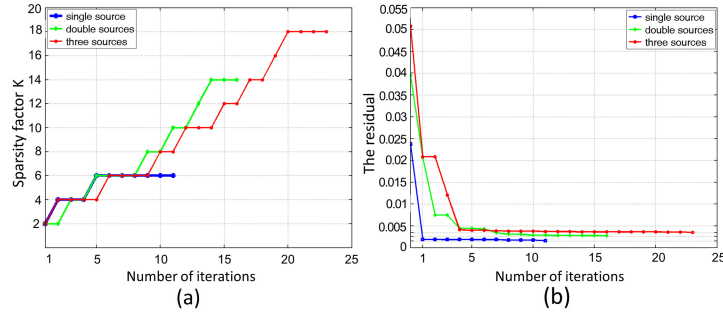 single source
double sources
three sources
Sparsity factor K
20
18
16
14
12
10
8
6
4
2
1
5
10
15
20
25
Number of iterations
(a)
single source
double sources
three sources
The residual
0.055
0.05
0.045
0.04
0.035
0.03
0.025
0.02
0.015
0.01
0.005
0
1
5
10
15
20
25
Number of iterations
(b)